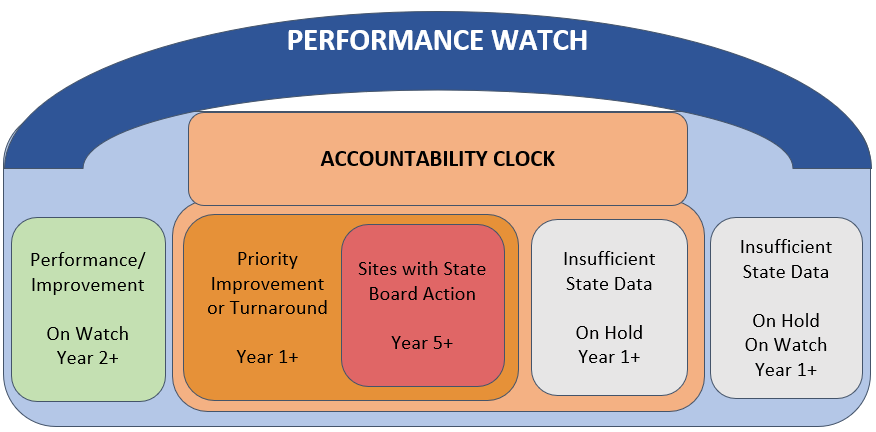 PERFORMANCE WATCH
ACCOUNTABILITY CLOCK
Performance/
Improvement
On Watch
Year 2+
Priority
Improvement
or Turnaround
Year 1+
Sites with State
Board Action
Year 5+
Insufficient
State Data
On Hold
Year 1+
Insufficient
State Data
On Hold
On Watch
Year 1+